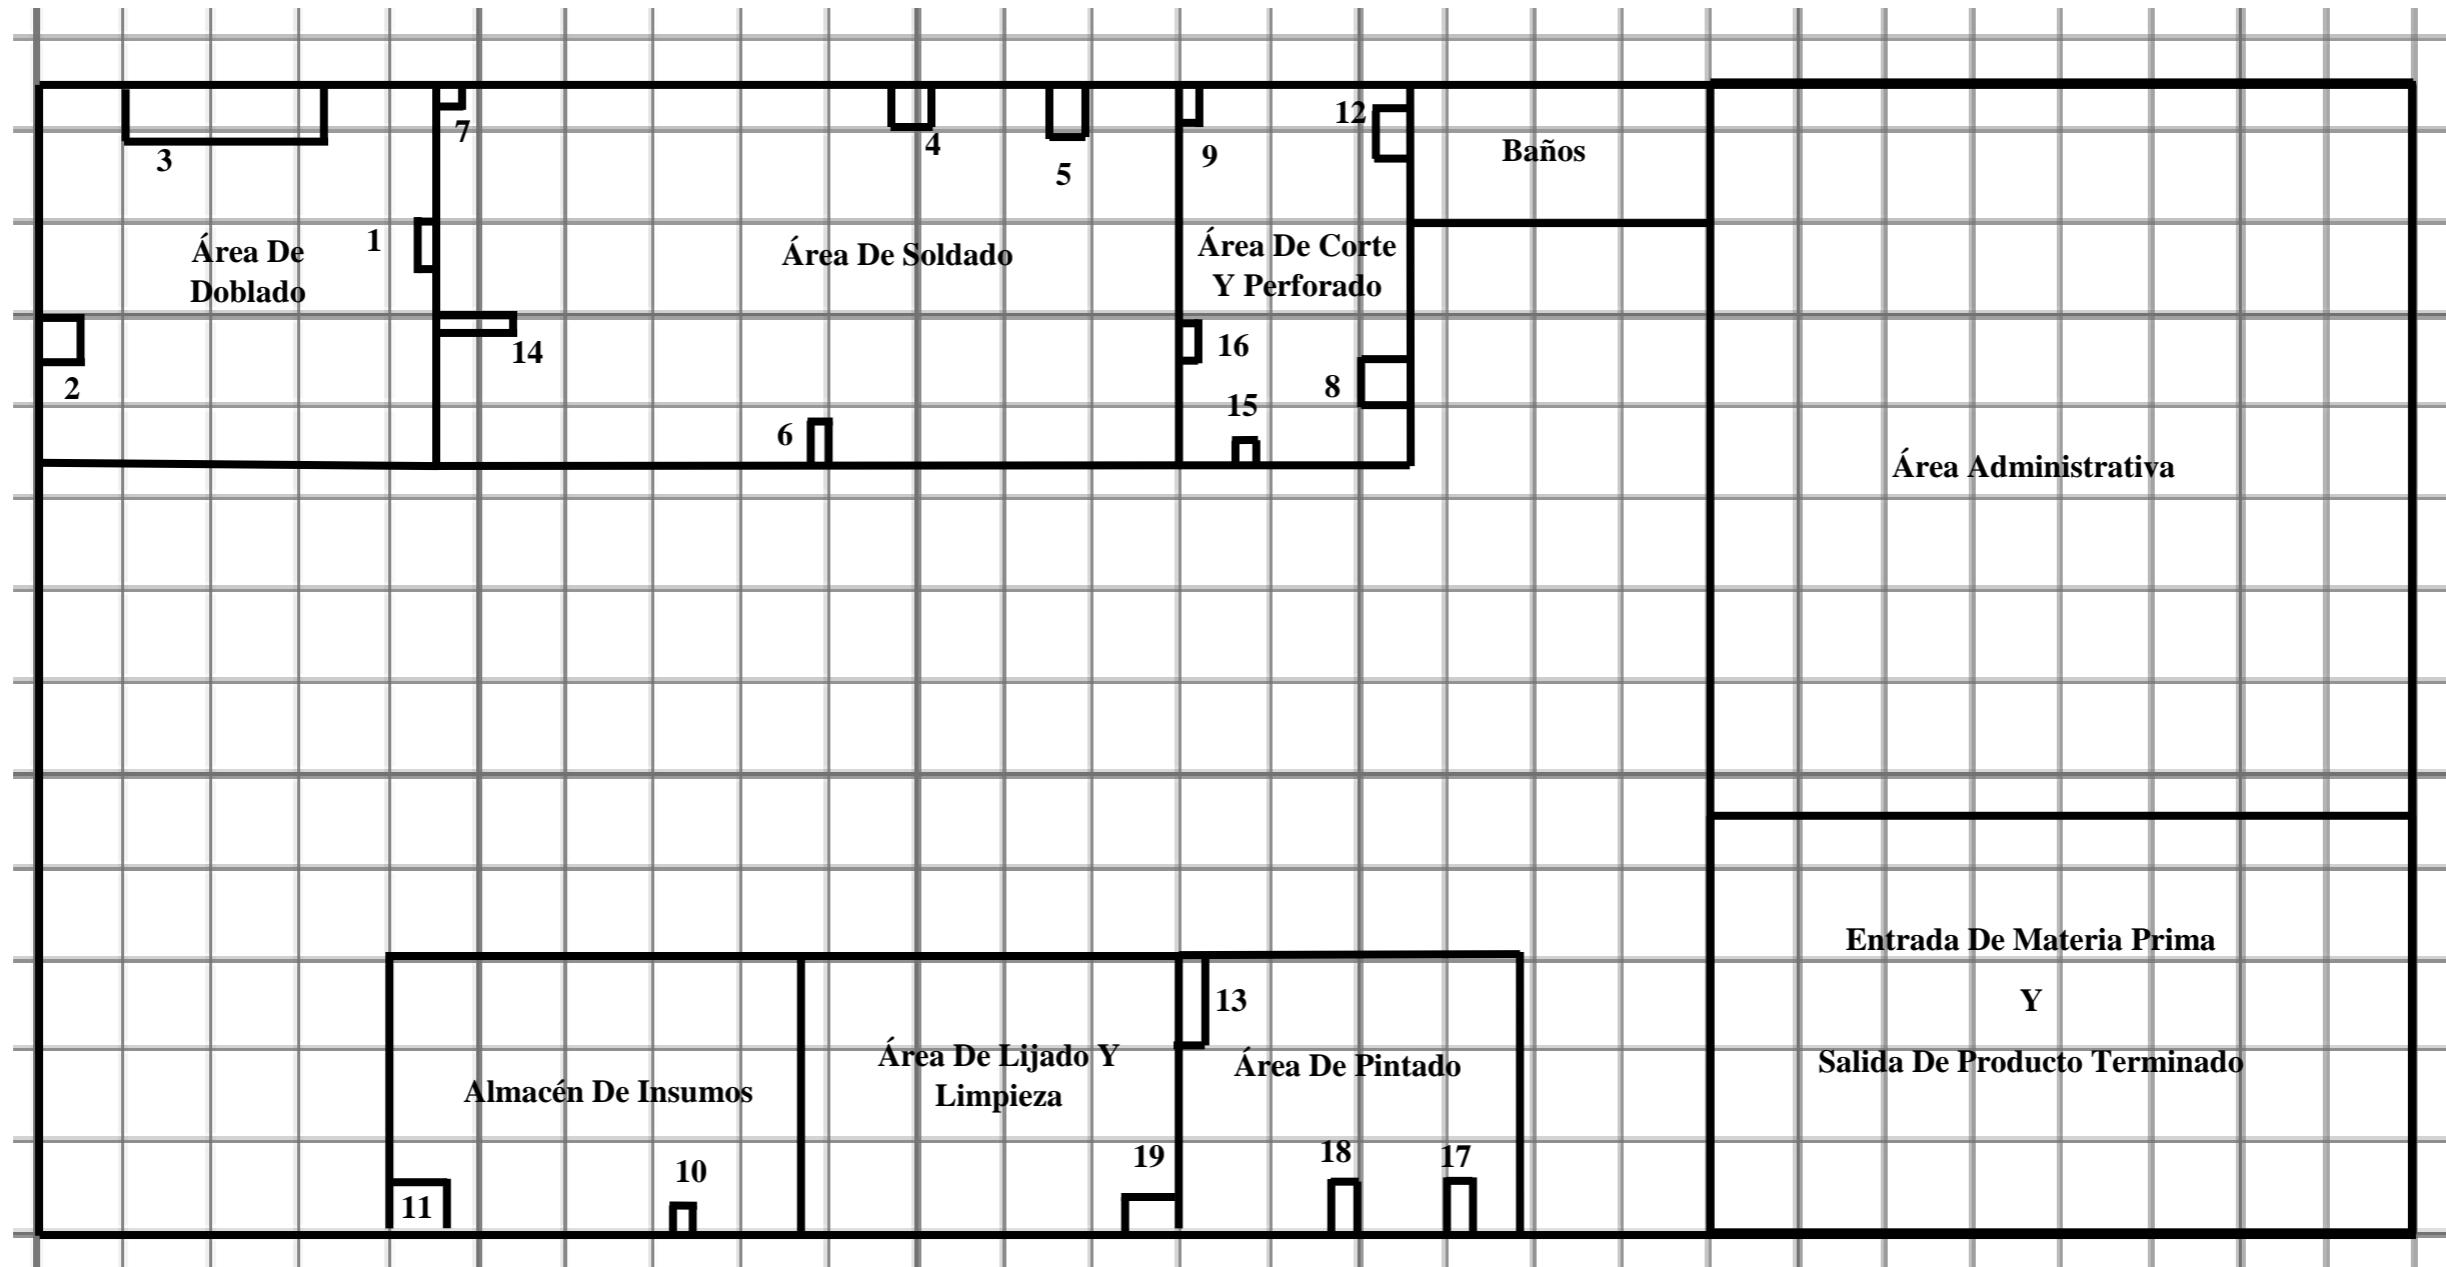 7
4
12
3
5
9
Baños
1
Área De
Doblado
Área De Soldado
Área De Corte
Y Perforado
14
16
2
8
15
6
Área Administrativa
Entrada De Materia Prima
Y
Salida De Producto Terminado
13
Área De Lijado Y
Limpieza
Área De Pintado
Almacén De Insumos
19
18
17
10
11